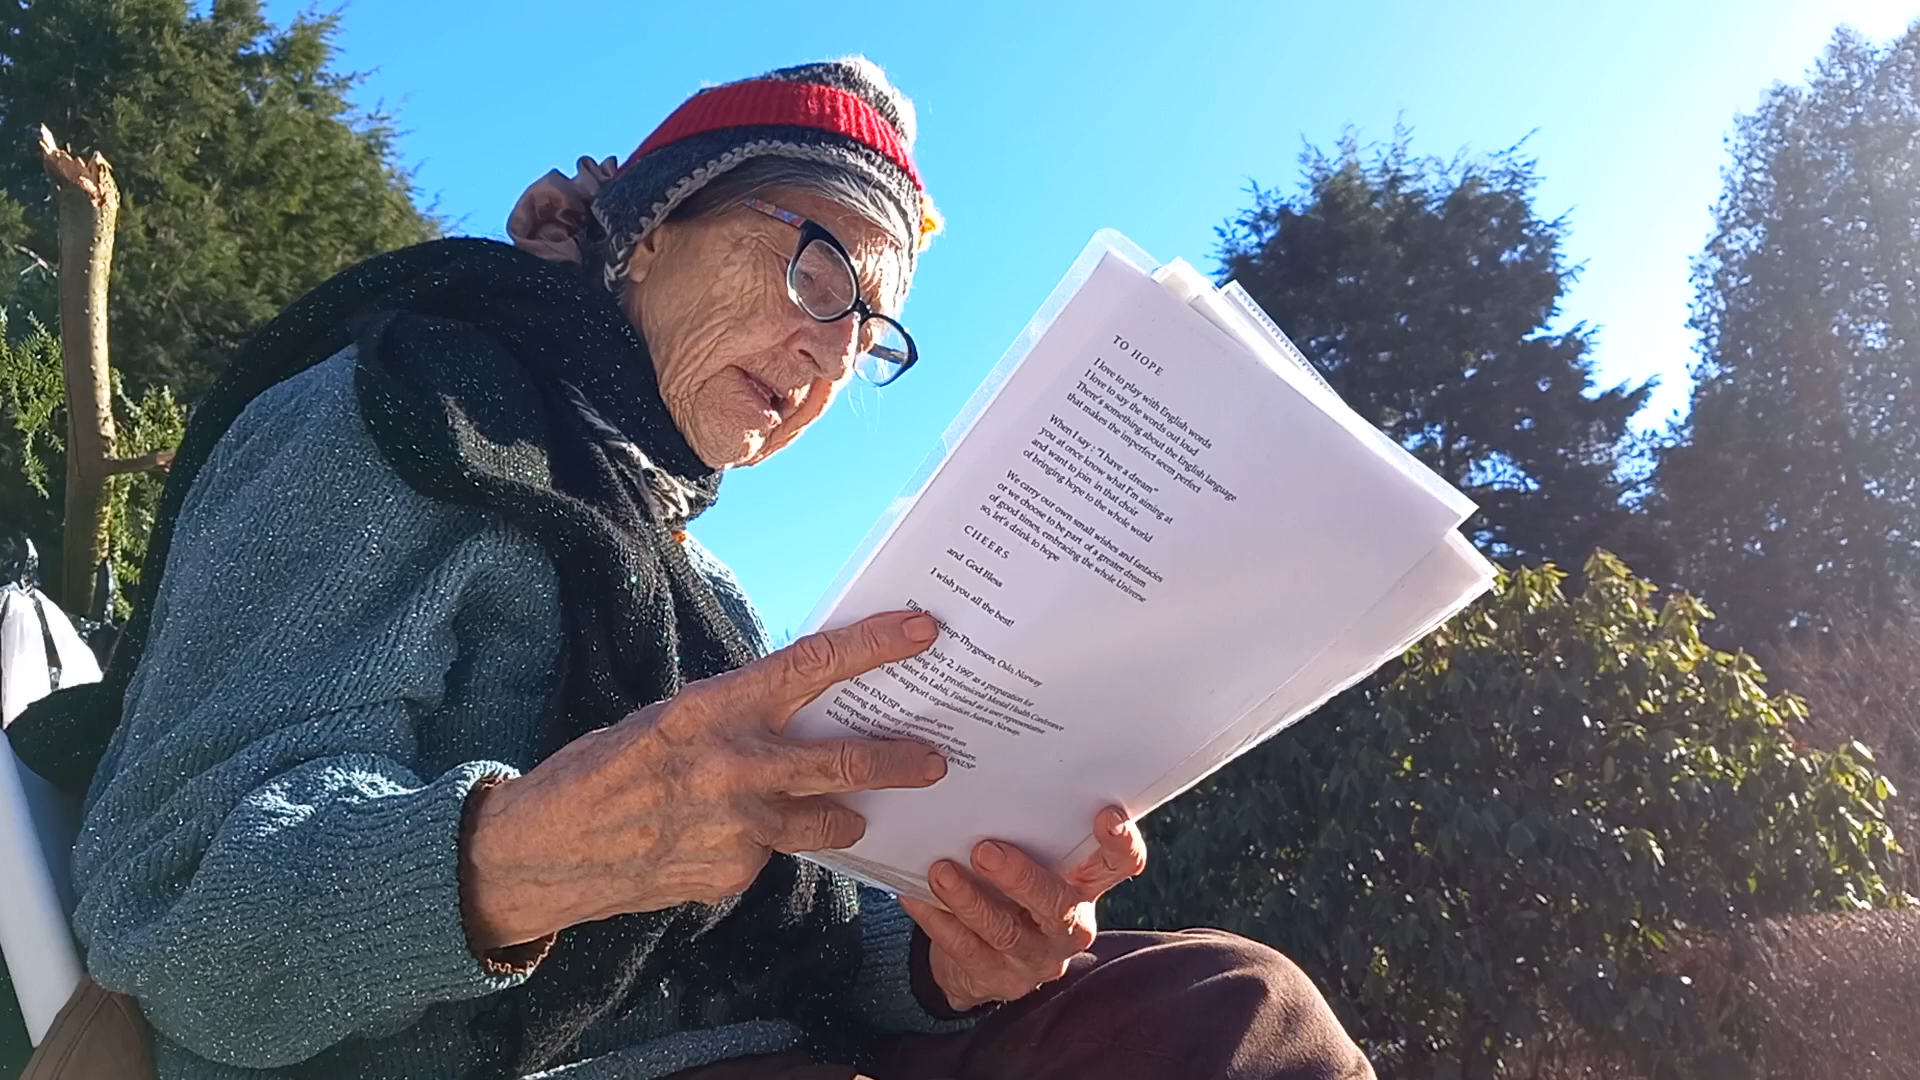 TO HOPE
I love to play with English words
I love to say the words out loud
There's something about the English language
that makes the imperfect seem perfect
When I say : "I have a dream"
you at once know what I'm aiming at
and want to join in that choir
of bringing hope to the whole world
We carry our own small wishes and fantacies
or we choose to be part of a greater dream
of good times, embracing the whole Universe
so, let's drink to hope
CHEERS
and God Bless
I wish you all the best!
Elin Thygeson, Oslo, Norway
July 2, 1997 as a preparation for
in a professional Mental Health Conference
later in Lahti, Finland as a user representative
the support organisation Aurora, Norway.
Here ENUSP was agreed upon
among the many representatives from
European Users and Survivors of Psychiatry,
which later WNUSP